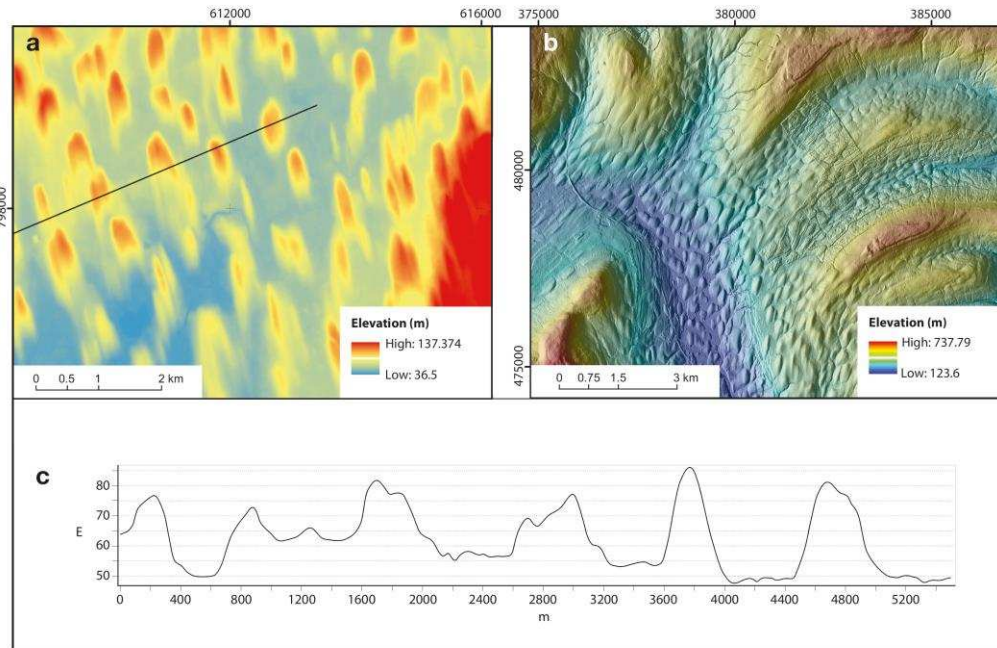 612000
616000
375000
380000
385000
a
b
798000
480000
475000
Elevation (m)
High: 137.374
Low: 36.5
0 0.5 1 2 km
Elevation (m)
High: 737.79
Low: 123.6
0 0.75 1.5 3 km
c
80
70
E
60
50
0 400 800 1200 1600 2000 2400 2800 3200 3600 4000 4400 4800 5200
m